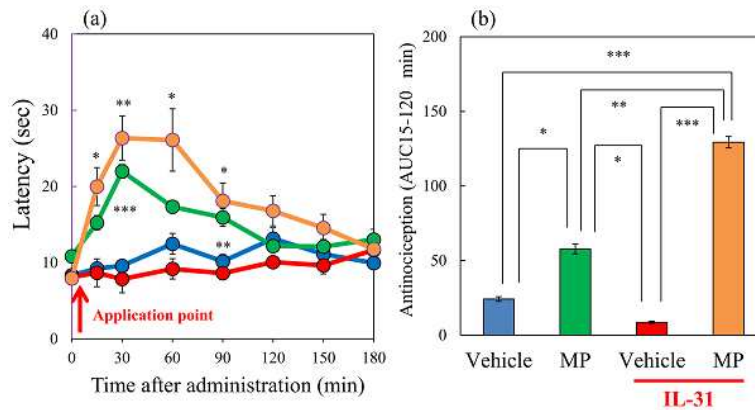 (a)
Latency (sec)
40
30
20
10
0
*
**
*
*
***
**
Application point
0
30
60
90
120
150
180
Time after administration (min)
(b)
Antinociception (AUC15-120 min)
200
150
100
50
0
***
**
***
*
*
Vehicle
MP
Vehicle
MP
IL-31